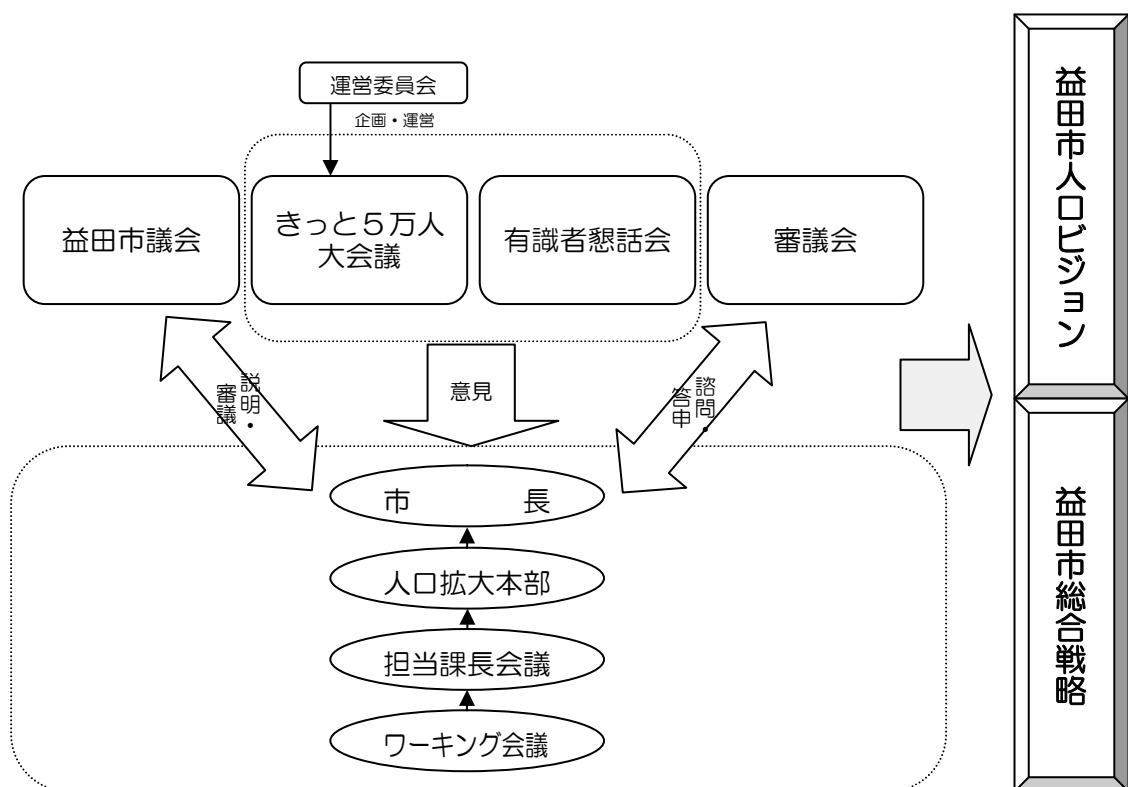 運営委員会
企画・運営
益田市議会
きっと５万人
大会議
有識者懇話会
審議会
説明・
審議
意見
諮問・
答申
市　　　長
人口拡大本部
担当課長会議
ワーキング会議
益田市人口ビジョン
益田市総合戦略